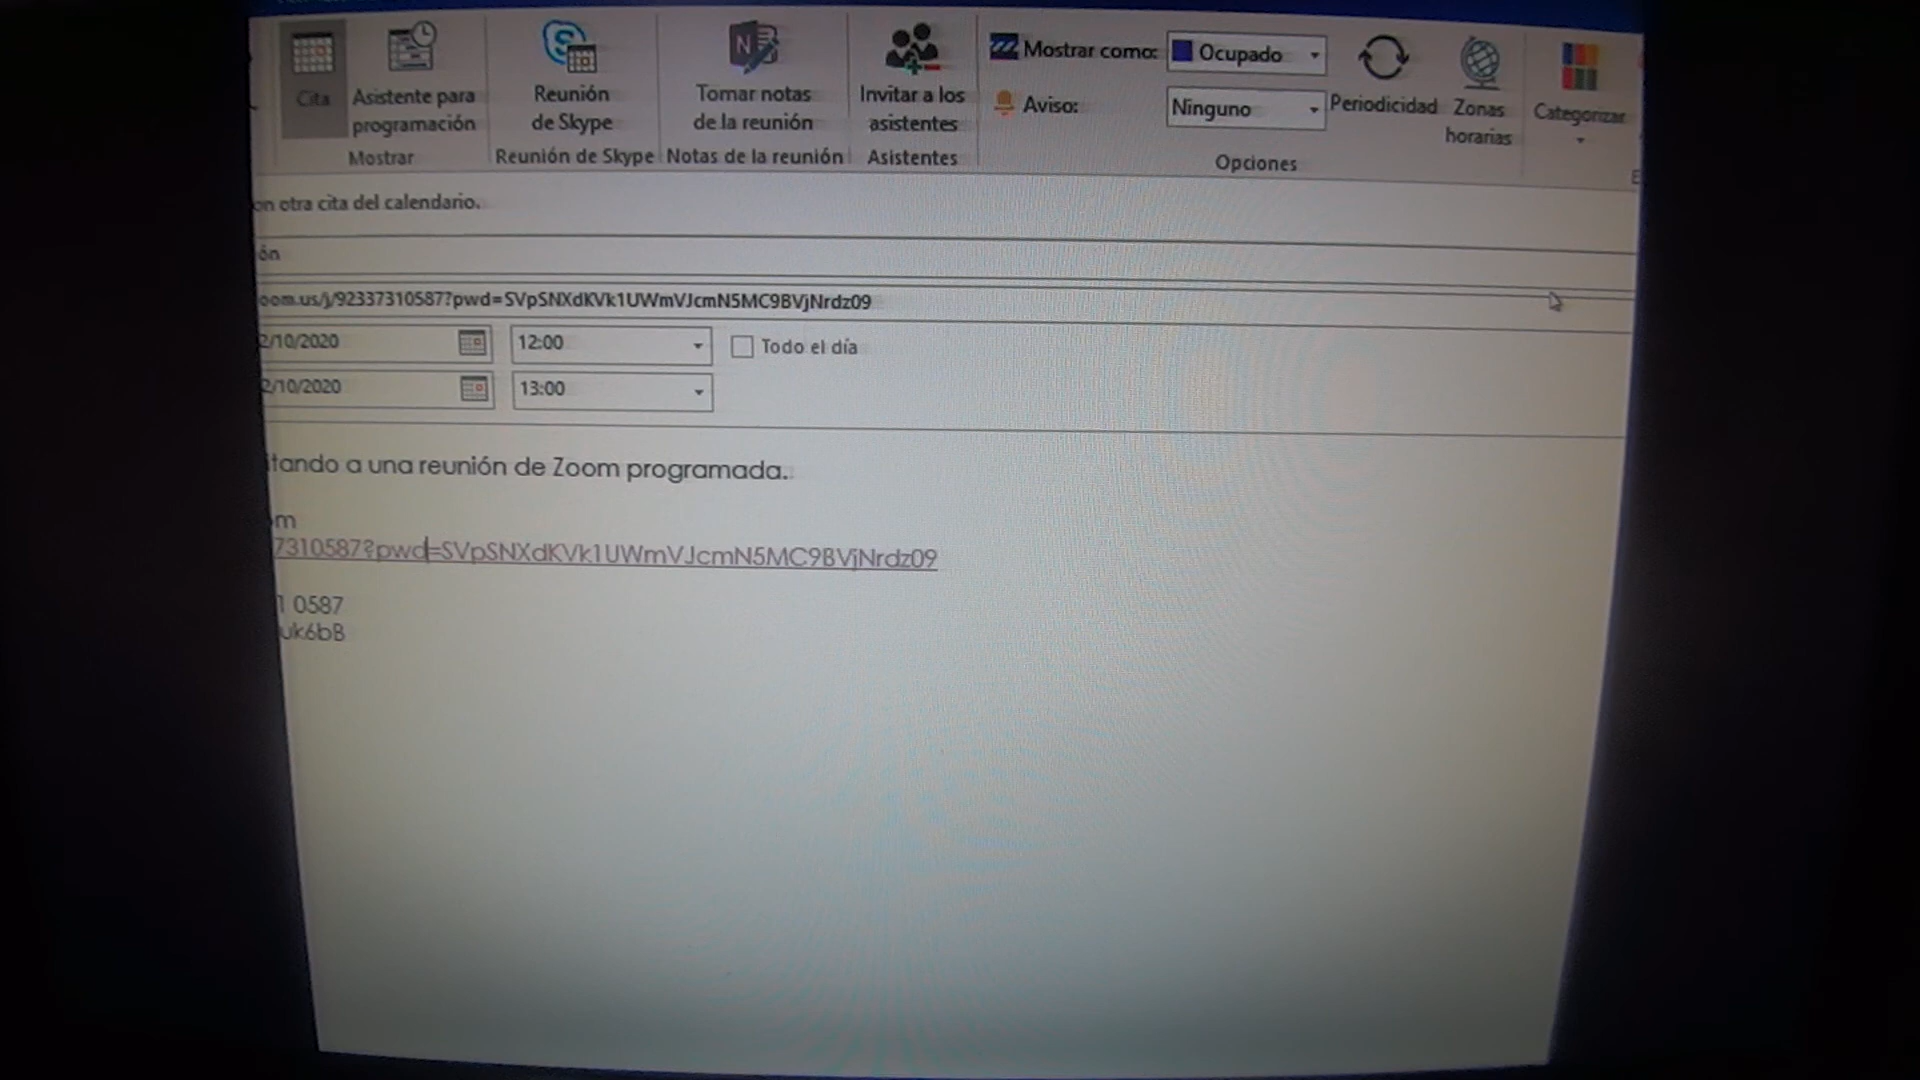 Cita
Asistente para
programación
Mostrar
Reunión
de Skype
Reunión de Skype
Tomar notas
de la reunión
Notas de la reunión
Invitar a los
asistentes
Asistentes
Mostrar como:
Ocupado
Aviso:
Ninguno
Periodicidad
Zonas
horarias
Opciones
Categorizar
on otra cita del calendario.
ón
oom.us/j/92337310587?pwd=SVpSNXdKVk1UWmVJcmN5MC9BVjNrdz09
2/10/2020
12:00
Todo el día
2/10/2020
13:00
itando a una reunión de Zoom programada.
om
7310587?pwd=SVpSNXdKVk1UWmVJcmN5MC9BVjNrdz09
1 0587
uk6bB